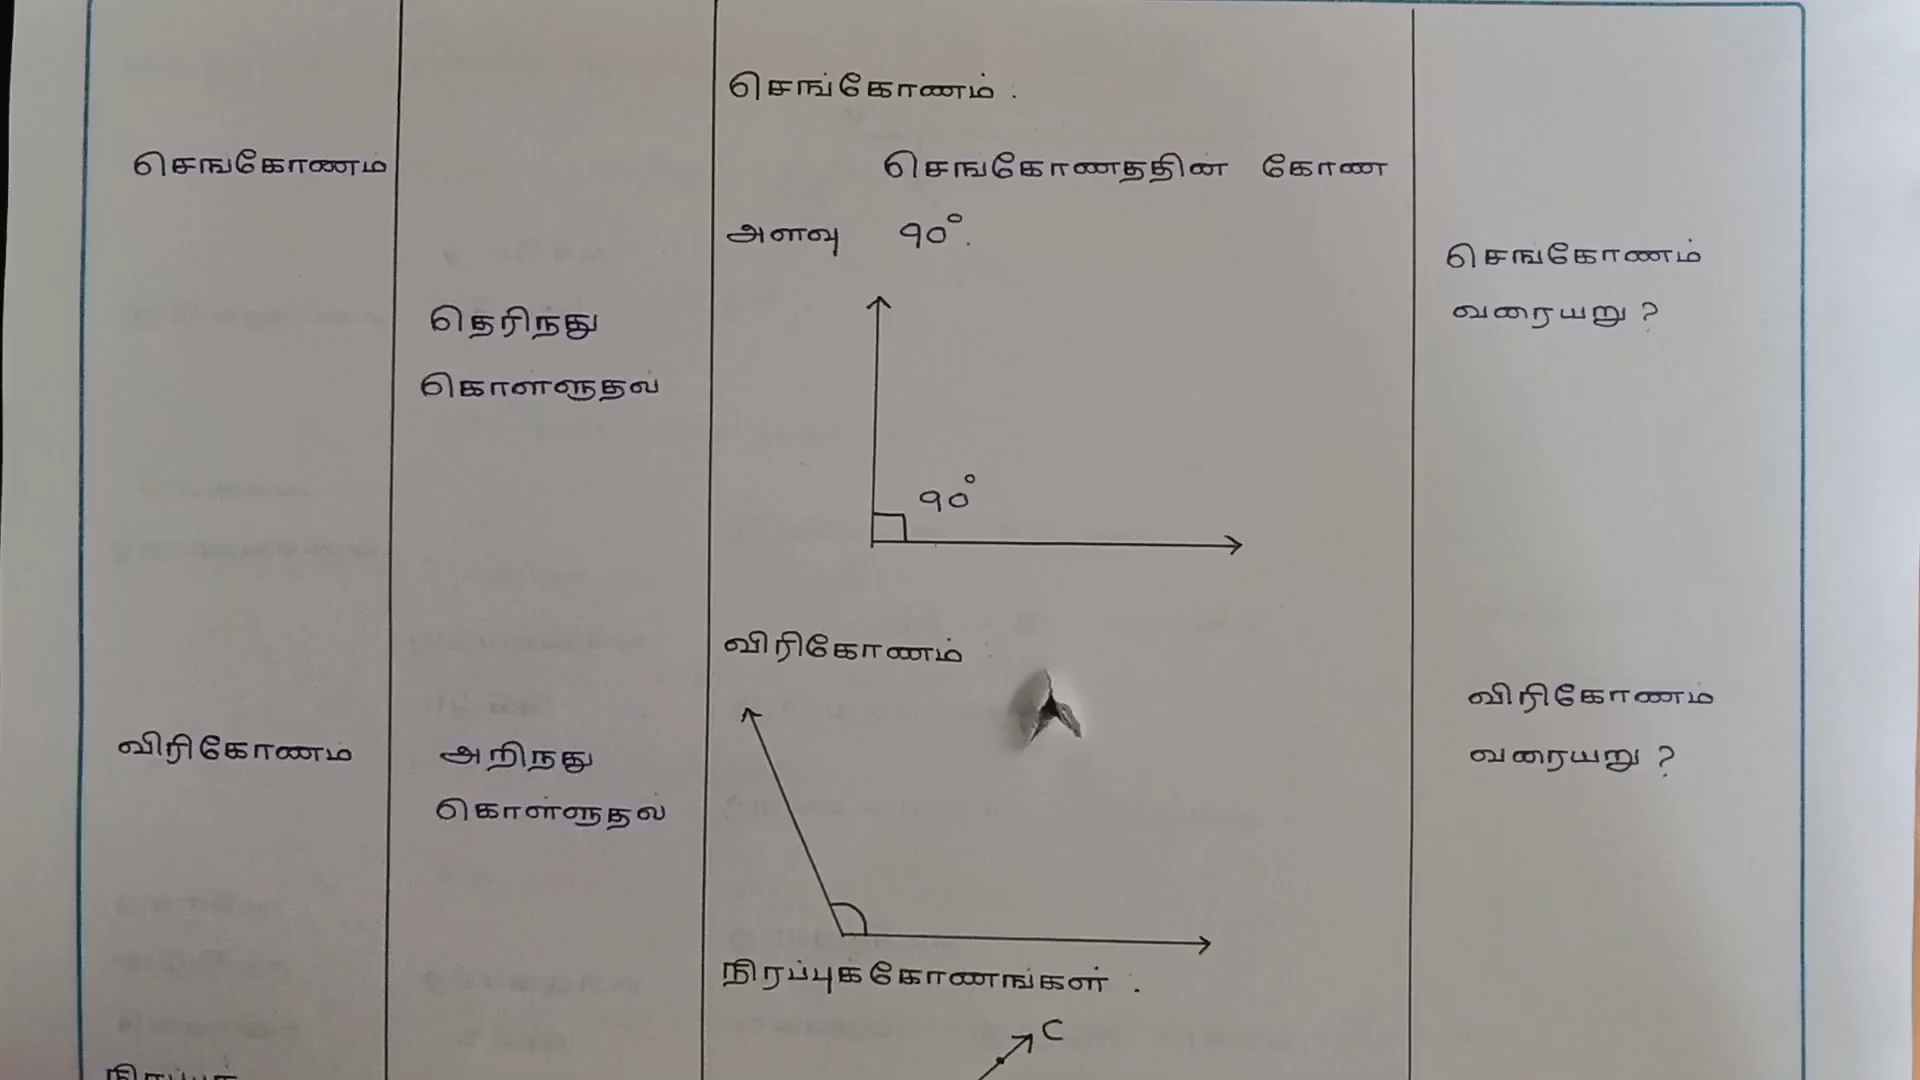 செங்கோணம் .
செங்கோணம்
செங்கோணத்தின் கோண
அளவு 90°.
செங்கோணம்
வரையறு ?
தெரிந்து
கொள்ளுதல்
90°
விரிகோணம்
விரிகோணம்
வரையறு ?
விரிகோணம்
அறிந்து
கொள்ளுதல்
நிரப்புக்கோணங்கள் .
C